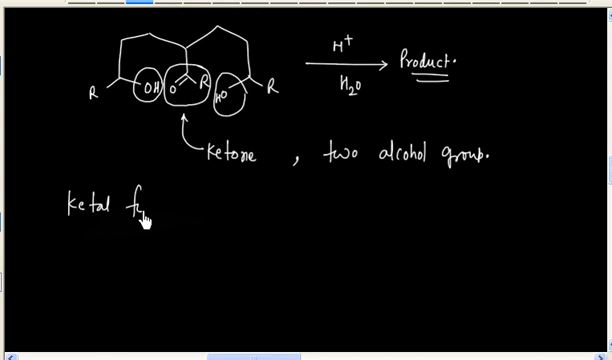 H⁺
Product.
H₂O
R OH O R HO R
Ketone , two alcohol group.
Ketal f